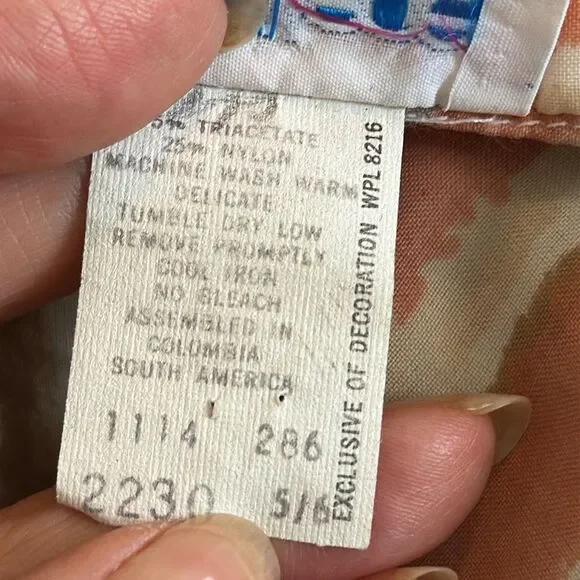 TRIACETATE
25% NYLON
MACHINE WASH WARM
DELICATE
TUMBLE DRY LOW
REMOVE PROMPTLY
COOL IRON
NO BLEACH
ASSEMBLED IN
COLOMBIA
SOUTH AMERICA
1114 286
2230 5/6
EXCLUSIVE OF DECORATION WPL 8216